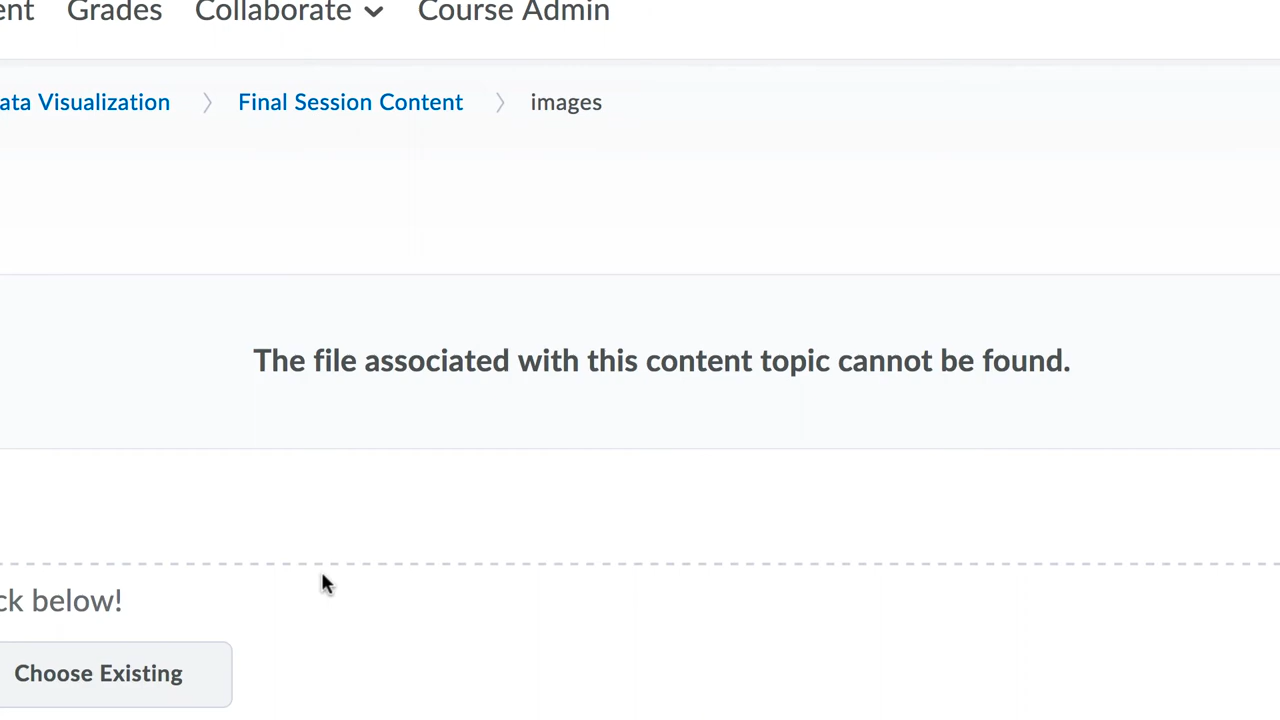 ent Grades Collaborate Course Admin
ata Visualization Final Session Content images
The file associated with this content topic cannot be found.
ck below!
Choose Existing